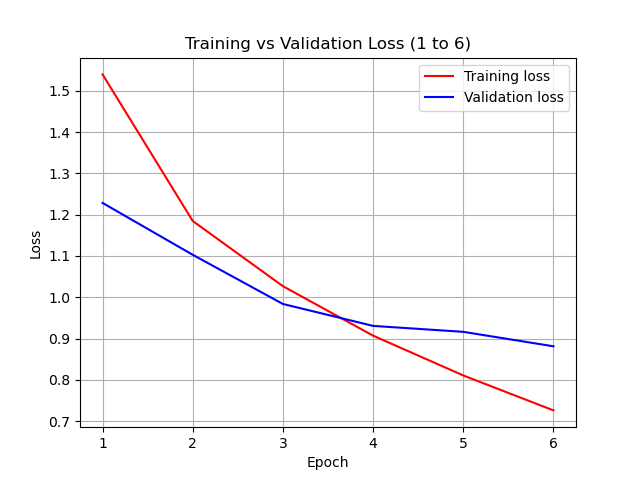 Training vs Validation Loss (1 to 6)
Training loss
Validation loss
Loss
1.5
1.4
1.3
1.2
1.1
1.0
0.9
0.8
0.7
1 2 3 4 5 6
Epoch